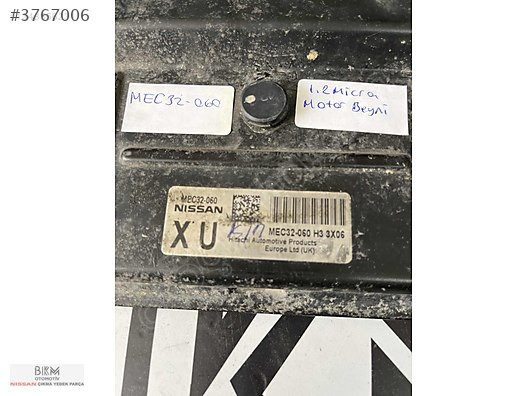 #3767006
MEC32-060
1.2 Micra
Motor Beyni
MEC32-060
NISSAN
XU
MEC32-060 H3 3X06
Hitachi Automotive Products
Europe Ltd (UK)
BKM
OTOMOTİV
NISSAN ÇIKMA YEDEK PARÇA